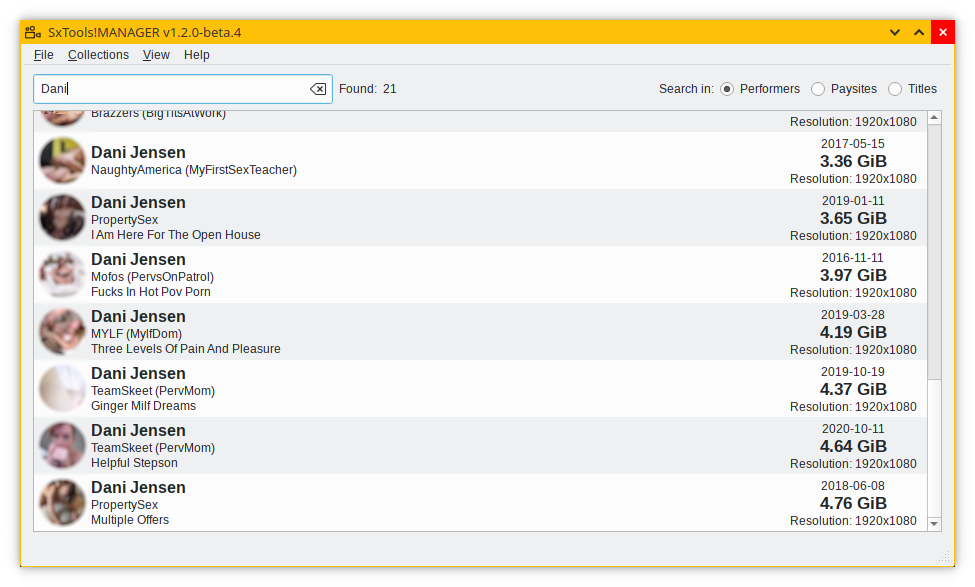 SxTools!MANAGER v1.2.0-beta.4
File Collections View Help
Dani Found: 21 Search in: Performers Paysites Titles
Brazzers (BigTitsAtWork)
Resolution: 1920x1080
Dani Jensen
NaughtyAmerica (MyFirstSexTeacher)
2017-05-15
3.36 GiB
Resolution: 1920x1080
Dani Jensen
PropertySex
I Am Here For The Open House
2019-01-11
3.65 GiB
Resolution: 1920x1080
Dani Jensen
Mofos (PervsOnPatrol)
Fucks In Hot Pov Porn
2016-11-11
3.97 GiB
Resolution: 1920x1080
Dani Jensen
MYLF (MylfDom)
Three Levels Of Pain And Pleasure
2019-03-28
4.19 GiB
Resolution: 1920x1080
Dani Jensen
TeamSkeet (PervMom)
Ginger Milf Dreams
2019-10-19
4.37 GiB
Resolution: 1920x1080
Dani Jensen
TeamSkeet (PervMom)
Helpful Stepson
2020-10-11
4.64 GiB
Resolution: 1920x1080
Dani Jensen
PropertySex
Multiple Offers
2018-06-08
4.76 GiB
Resolution: 1920x1080